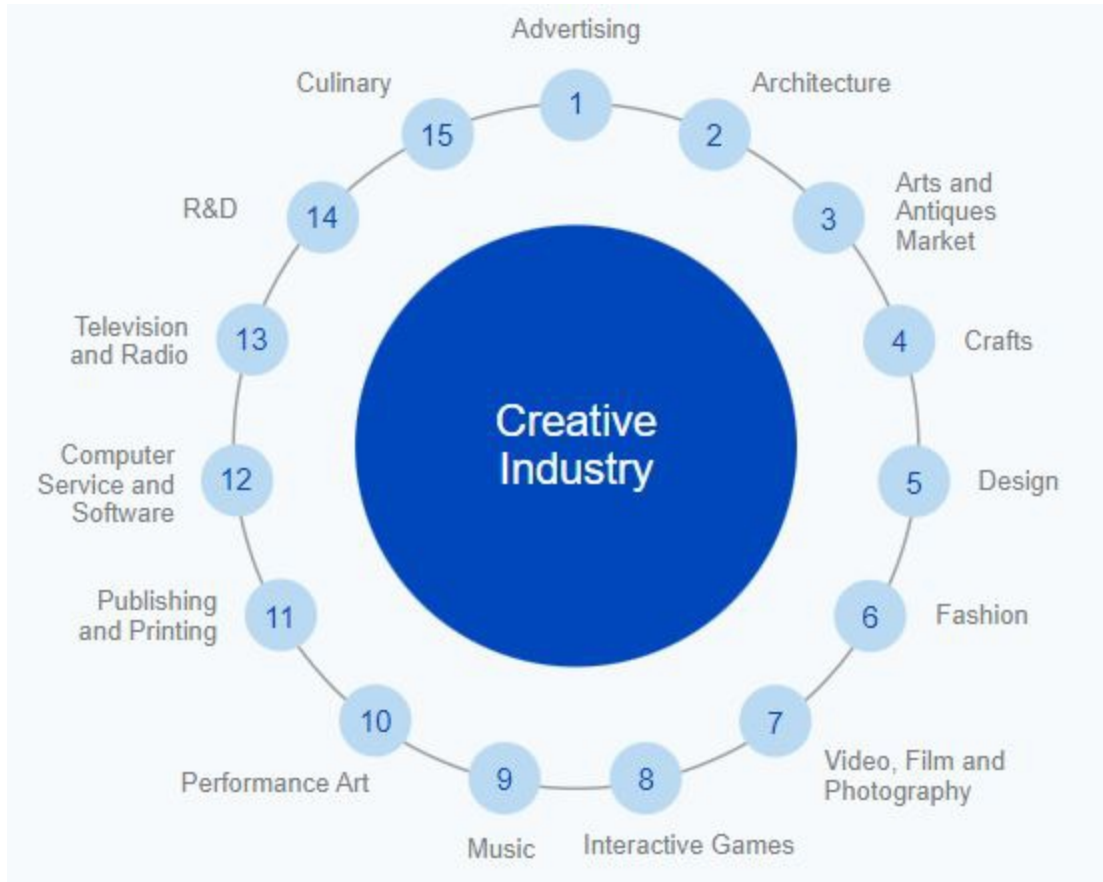 Advertising
1
Architecture
2
Arts and
Antiques
Market
3
Crafts
4
Design
5
Fashion
6
Video, Film and
Photography
7
Interactive Games
8
Music
9
Performance Art
10
Publishing
and Printing
11
Computer
Service and
Software
12
Television
and Radio
13
R&D
14
Culinary
15
Creative
Industry